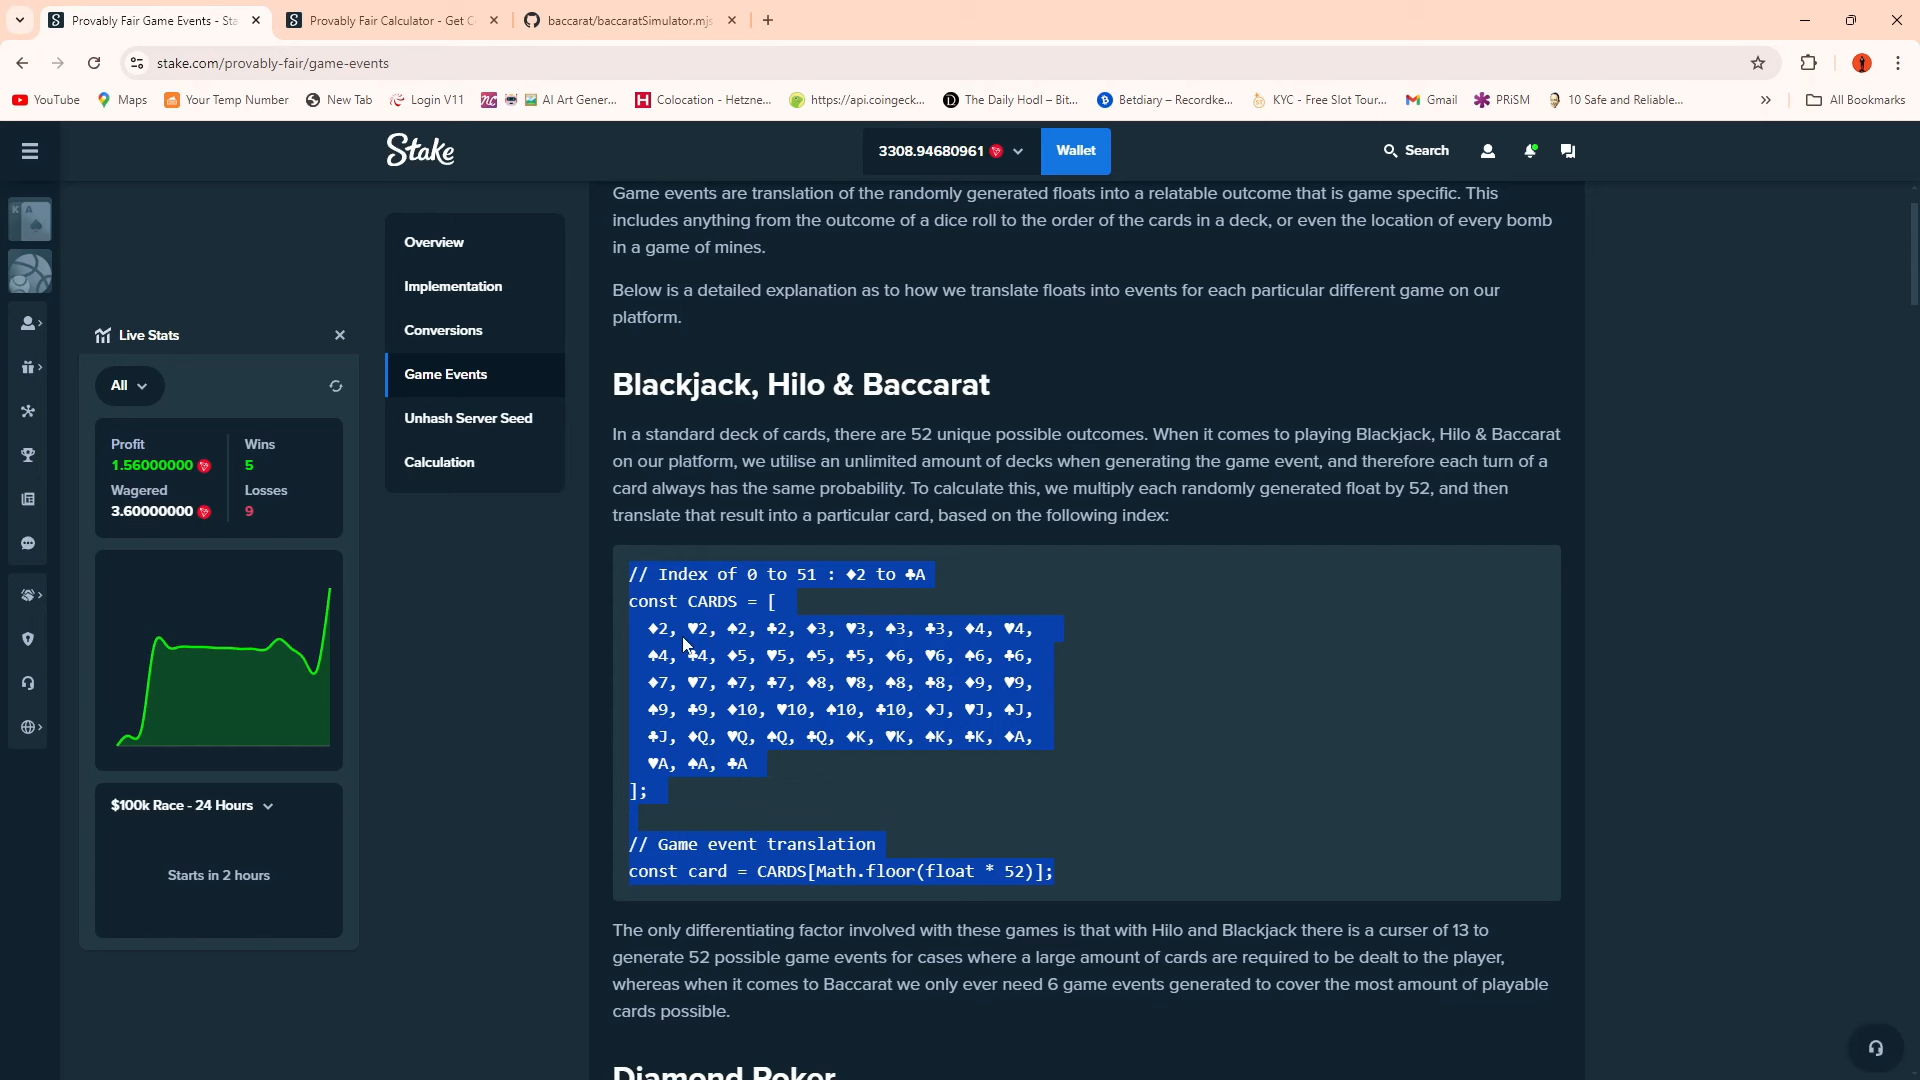 Provably Fair Game Events - Sta
Provably Fair Calculator - Get C
baccarat/baccaratSimulator.mjs
stake.com/provably-fair/game-events
YouTube
Maps
Your Temp Number
New Tab
Login V11
AI Art Gener...
Colocation - Hetzne...
https://api.coingeck...
The Daily Hodl – Bit...
Betdiary – Recordke...
KYC - Free Slot Tour...
Gmail
PRiSM
10 Safe and Reliable...
All Bookmarks
Stake
3308.94680961
Wallet
Search
Overview
Implementation
Conversions
Game Events
Unhash Server Seed
Calculation
Live Stats
All
Profit
1.56000000
Wins
5
Wagered
3.60000000
Losses
9
$100k Race - 24 Hours
Starts in 2 hours
Game events are translation of the randomly generated floats into a relatable outcome that is game specific. This
includes anything from the outcome of a dice roll to the order of the cards in a deck, or even the location of every bomb
in a game of mines.
Below is a detailed explanation as to how we translate floats into events for each particular different game on our
platform.
Blackjack, Hilo & Baccarat
In a standard deck of cards, there are 52 unique possible outcomes. When it comes to playing Blackjack, Hilo & Baccarat
on our platform, we utilise an unlimited amount of decks when generating the game event, and therefore each turn of a
card always has the same probability. To calculate this, we multiply each randomly generated float by 52, and then
translate that result into a particular card, based on the following index:
// Index of 0 to 51 : ♦2 to ♣A
const CARDS = [
♦2, ♥2, ♠2, ♣2, ♦3, ♥3, ♠3, ♣3, ♦4, ♥4,
♠4, ♣4, ♦5, ♥5, ♠5, ♣5, ♦6, ♥6, ♠6, ♣6,
♦7, ♥7, ♠7, ♣7, ♦8, ♥8, ♠8, ♣8, ♦9, ♥9,
♠9, ♣9, ♦10, ♥10, ♠10, ♣10, ♦J, ♥J, ♠J,
♣J, ♦Q, ♥Q, ♠Q, ♣Q, ♦K, ♥K, ♠K, ♣K, ♦A,
♥A, ♠A, ♣A
];
// Game event translation
const card = CARDS[Math.floor(float * 52)];
The only differentiating factor involved with these games is that with Hilo and Blackjack there is a curser of 13 to
generate 52 possible game events for cases where a large amount of cards are required to be dealt to the player,
whereas when it comes to Baccarat we only ever need 6 game events generated to cover the most amount of playable
cards possible.
Diamond Poker